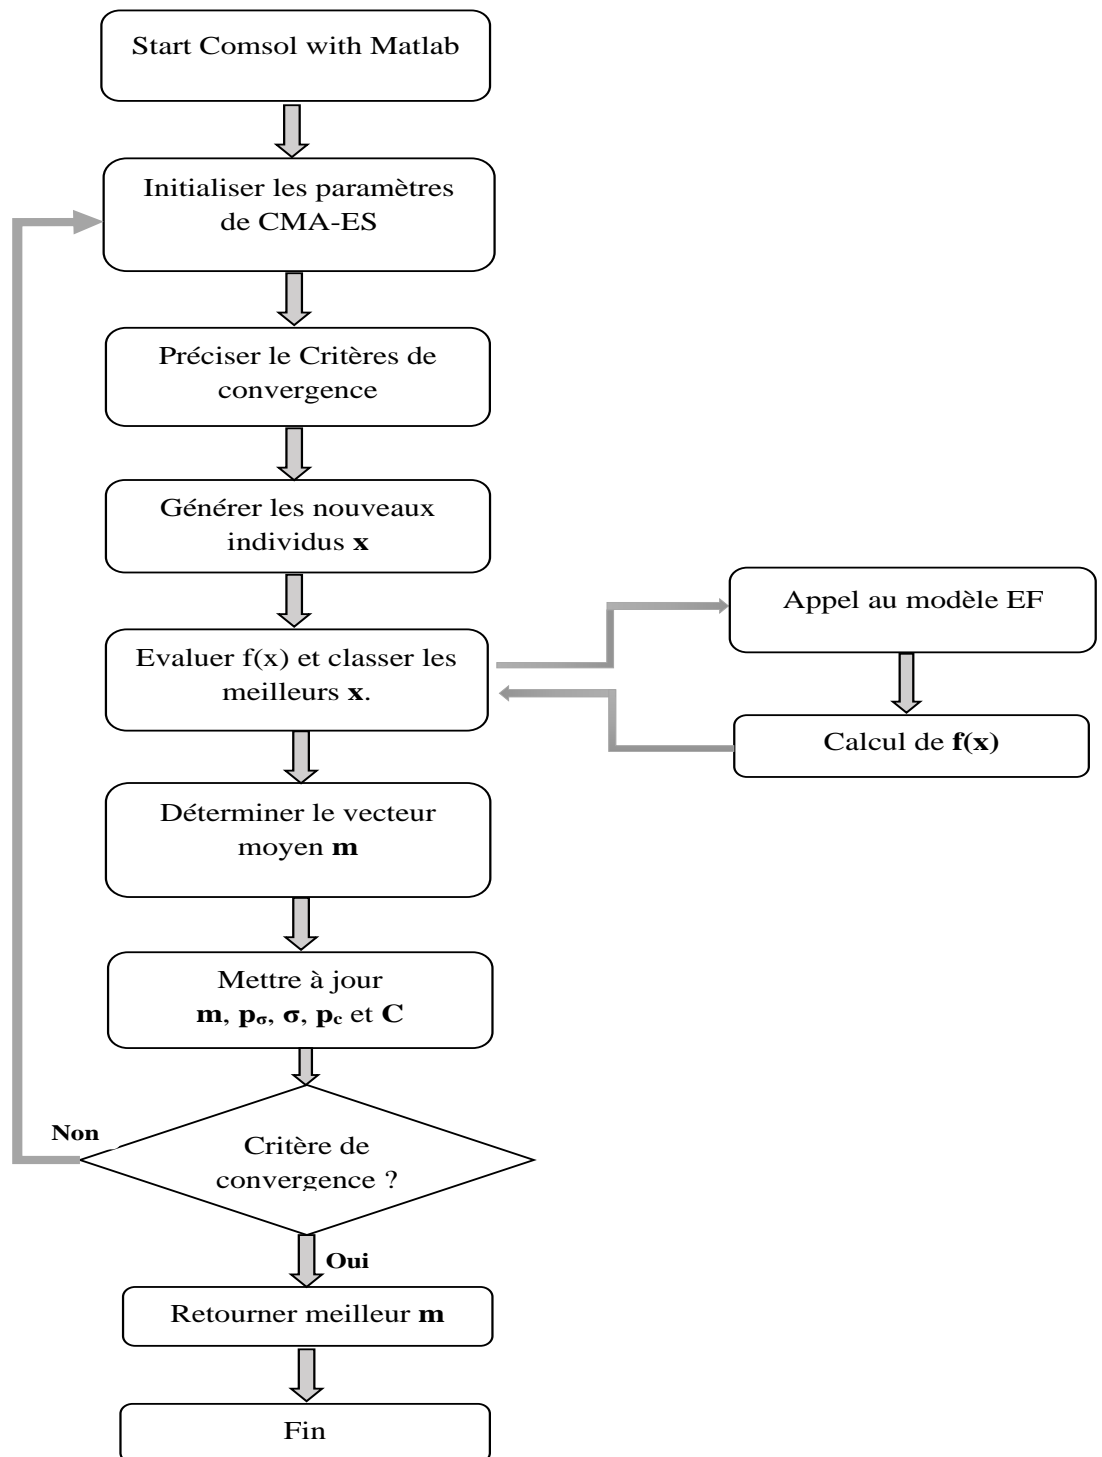 Start Comsol with Matlab
Initialiser les paramètres
de CMA-ES
Préciser le Critères de
convergence
Générer les nouveaux
individus x
Evaluer f(x) et classer les
meilleurs x.
Appel au modèle EF
Calcul de f(x)
Déterminer le vecteur
moyen m
Mettre à jour
m, pσ, σ, pc et C
Non
Critère de
convergence ?
Oui
Retourner meilleur m
Fin